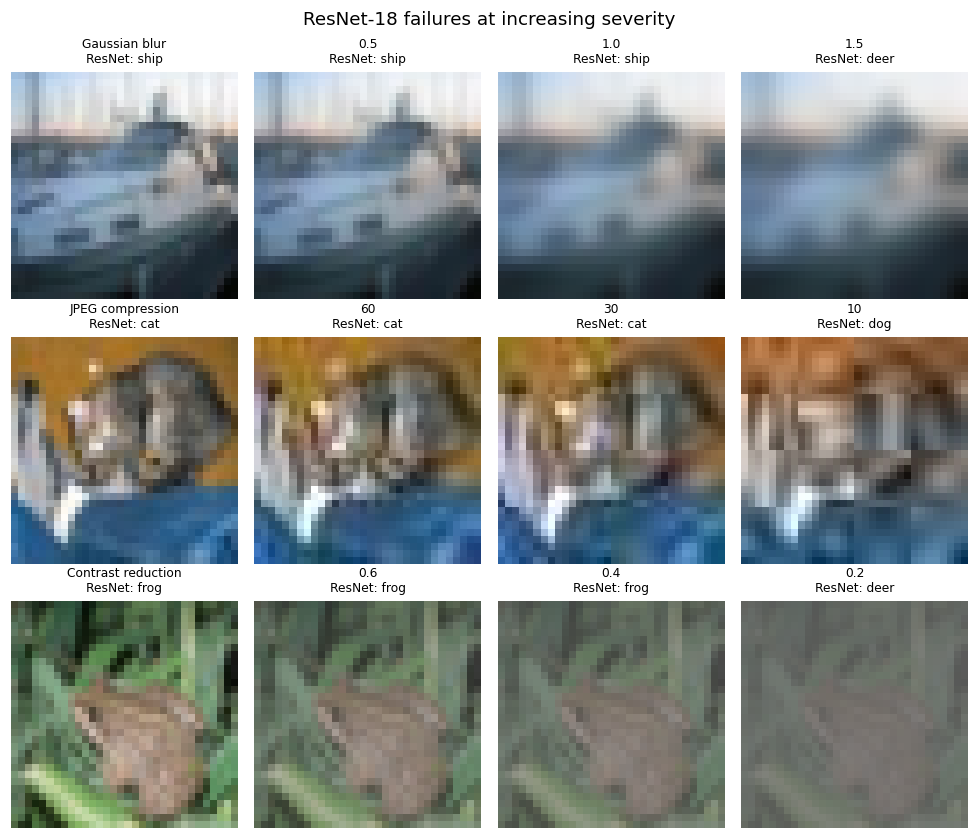 ResNet-18 failures at increasing severity
Gaussian blur
ResNet: ship
0.5
ResNet: ship
1.0
ResNet: ship
1.5
ResNet: deer
JPEG compression
ResNet: cat
60
ResNet: cat
30
ResNet: cat
10
ResNet: dog
Contrast reduction
ResNet: frog
0.6
ResNet: frog
0.4
ResNet: frog
0.2
ResNet: deer